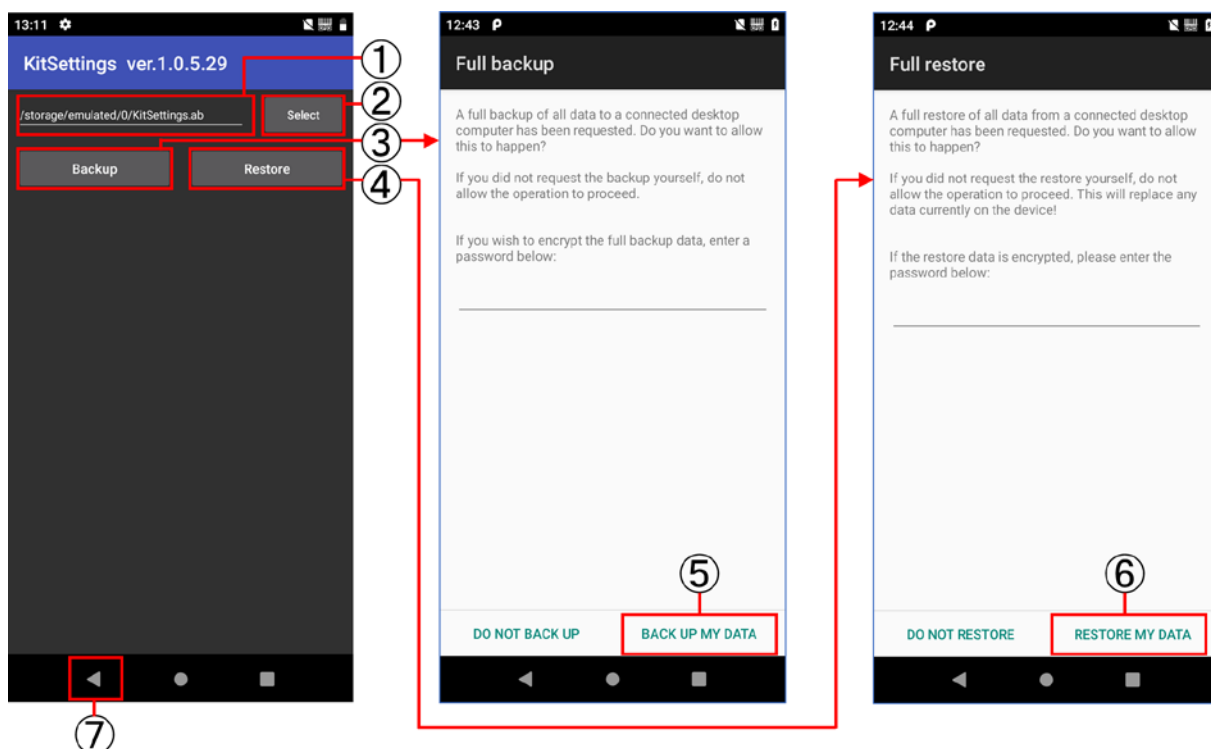 13:11
KitSettings ver.1.0.5.29
①
/storage/emulated/0/KitSettings.ab
Select
②
Backup
Restore
③
④
⑦
12:43
Full backup
A full backup of all data to a connected desktop
computer has been requested. Do you want to allow
this to happen?
If you did not request the backup yourself, do not
allow the operation to proceed.
If you wish to encrypt the full backup data, enter a
password below:
⑤
DO NOT BACK UP
BACK UP MY DATA
12:44
Full restore
A full restore of all data from a connected desktop
computer has been requested. Do you want to allow
this to happen?
If you did not request the restore yourself, do not
allow the operation to proceed. This will replace any
data currently on the device!
If the restore data is encrypted, please enter the
password below:
⑥
DO NOT RESTORE
RESTORE MY DATA